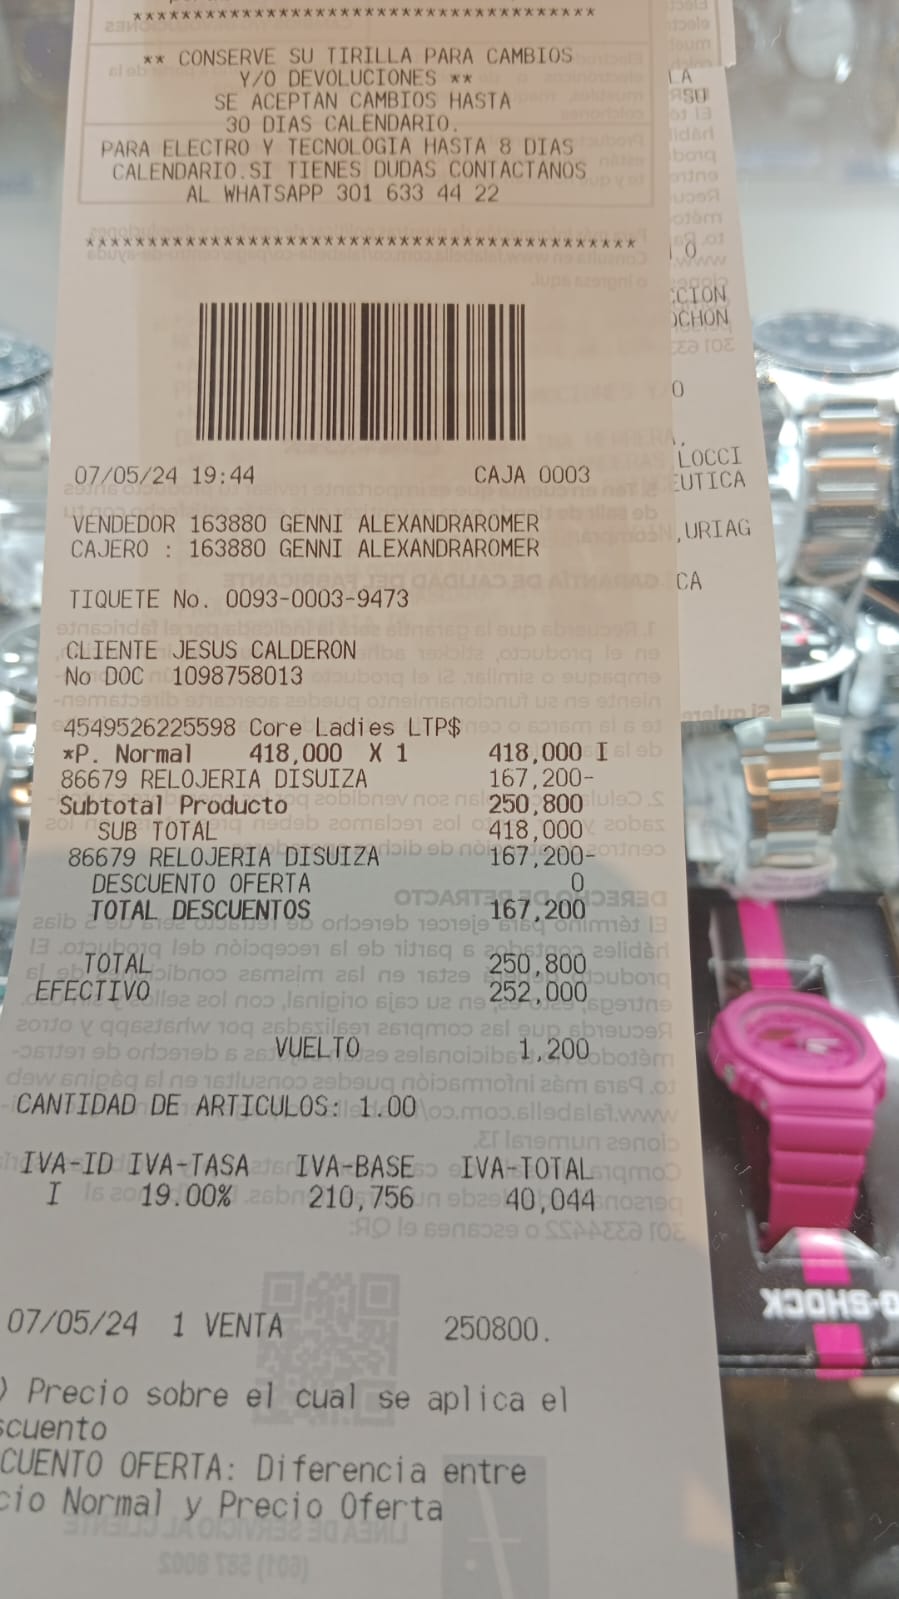 ****************************************
** CONSERVE SU TIRILLA PARA CAMBIOS
Y/O DEVOLUCIONES **
SE ACEPTAN CAMBIOS HASTA
30 DIAS CALENDARIO.
PARA ELECTRO Y TECNOLOGIA HASTA 8 DIAS
CALENDARIO.SI TIENES DUDAS CONTACTANOS
AL WHATSAPP 301 633 44 22
****************************************
07/05/24 19:44 CAJA 0003
VENDEDOR 163880 GENNI ALEXANDRAROMER
CAJERO : 163880 GENNI ALEXANDRAROMER
TIQUETE No. 0093-0003-9473
CLIENTE JESUS CALDERON
No DOC 1098758013
4549526225598 Core Ladies LTP$
*P. Normal 418,000 X 1 418,000 I
86679 RELOJERIA DISUIZA 167,200-
Subtotal Producto 250,800
SUB TOTAL 418,000
86679 RELOJERIA DISUIZA 167,200-
DESCUENTO OFERTA 0
TOTAL DESCUENTOS 167,200
TOTAL 250,800
EFECTIVO 252,000
VUELTO 1,200
CANTIDAD DE ARTICULOS: 1.00
IVA-ID IVA-TASA IVA-BASE IVA-TOTAL
I 19.00% 210,756 40,044
07/05/24 1 VENTA 250800.
) Precio sobre el cual se aplica el
scuento
CUENTO OFERTA: Diferencia entre
cio Normal y Precio Oferta
LA
CCION
OCHON
O
LOCCI
EUTICA
,URIAG
CA
G-SHOCK